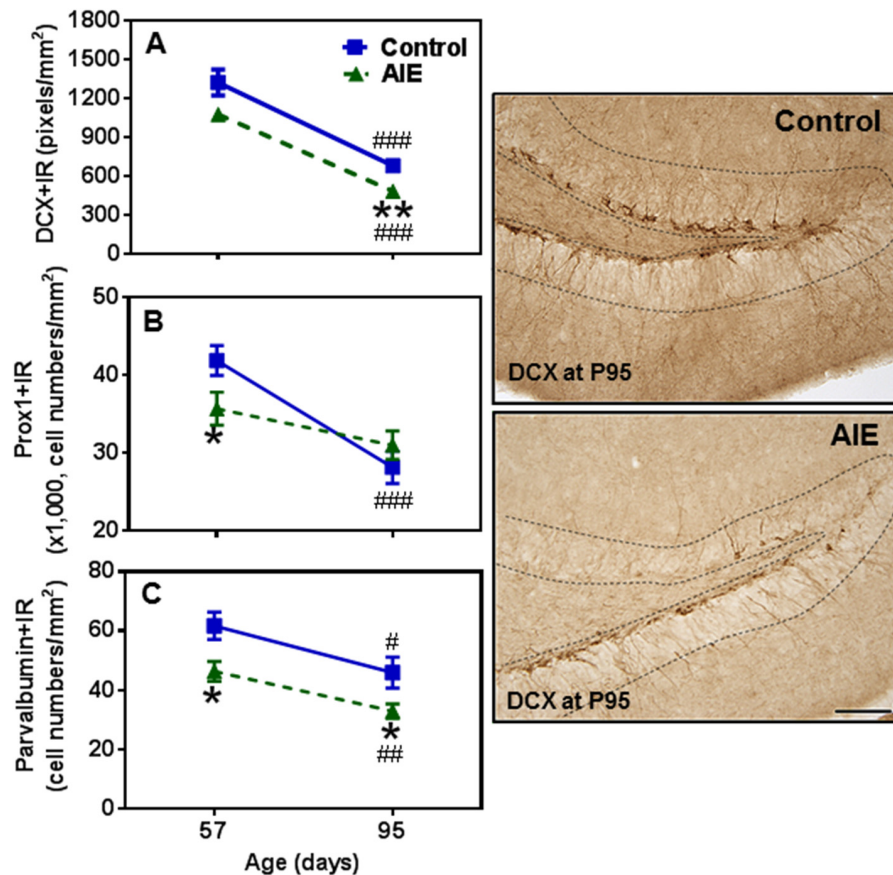 A
Control
AIE
DCX+IR (pixels/mm²)
1800
1500
1200
900
600
300
0
###
**
###
B
Prox1+IR
(x1,000, cell numbers/mm²)
50
40
30
20
*
###
C
Parvalbumin+IR
(cell numbers/mm²)
80
60
40
20
0
*
#
*
##
57
95
Age (days)
Control
DCX at P95
AIE
DCX at P95